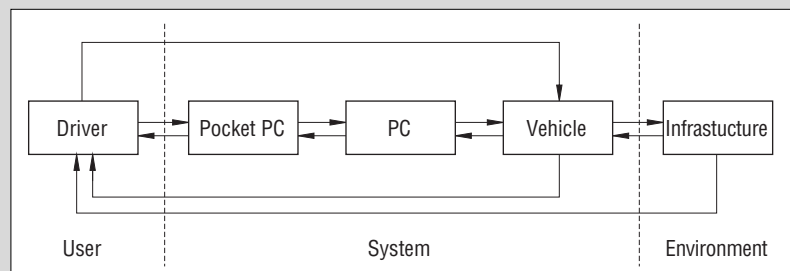 Driver
Pocket PC
PC
Vehicle
Infrastucture
User
System
Environment